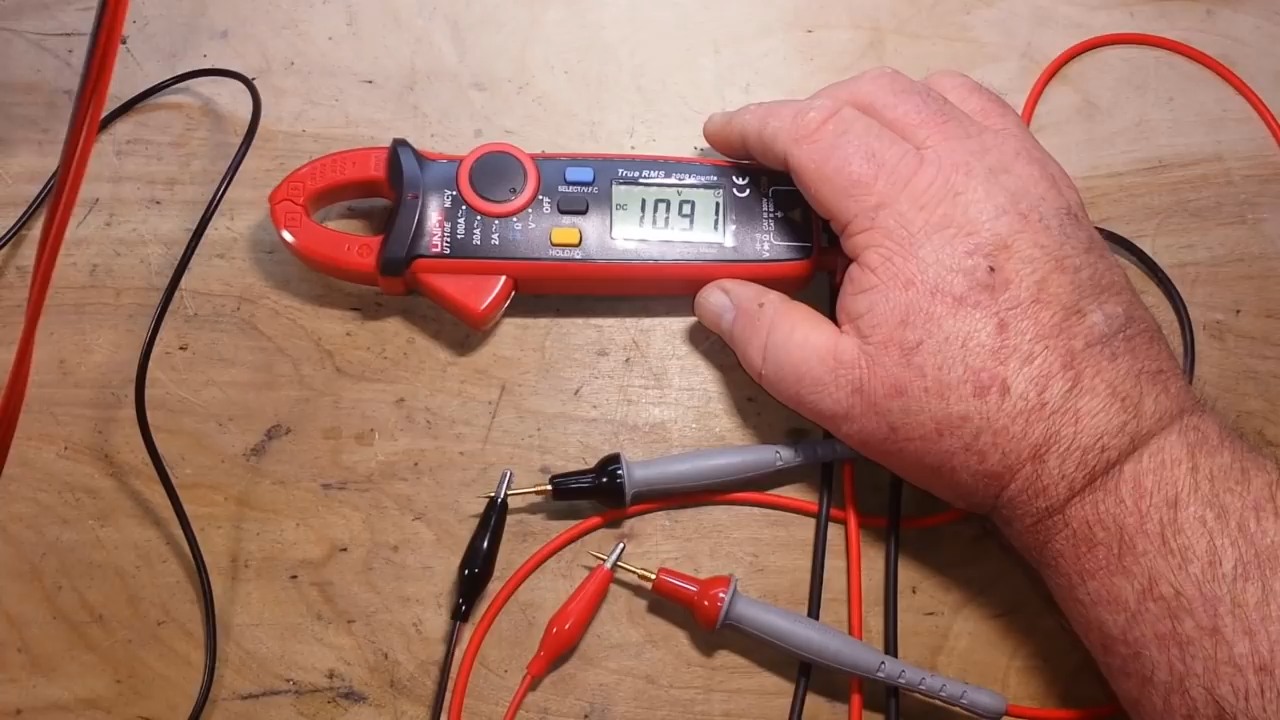 True RMS 2000 Counts
SELECT/V.F.C
ZERO
HOLD
DC
V
10.91
UNI-T
UT210E
NCV
100A
20A
2A
Ω
V
OFF
CE